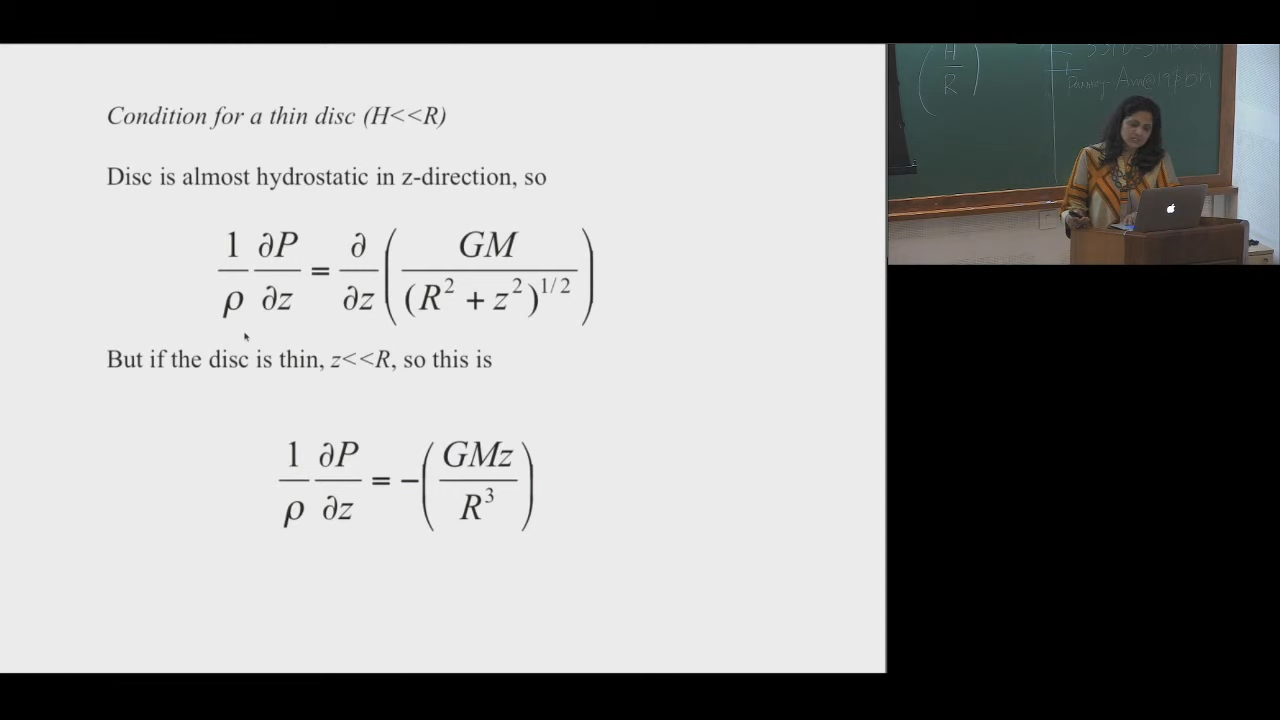 Condition for a thin disc (H<<R)
Disc is almost hydrostatic in z-direction, so
1/ρ ∂P/∂z = ∂/∂z ( GM / (R² + z²)^1/2 )
But if the disc is thin, z<<R, so this is
1/ρ ∂P/∂z = −( GMz / R³ )
( H / R )